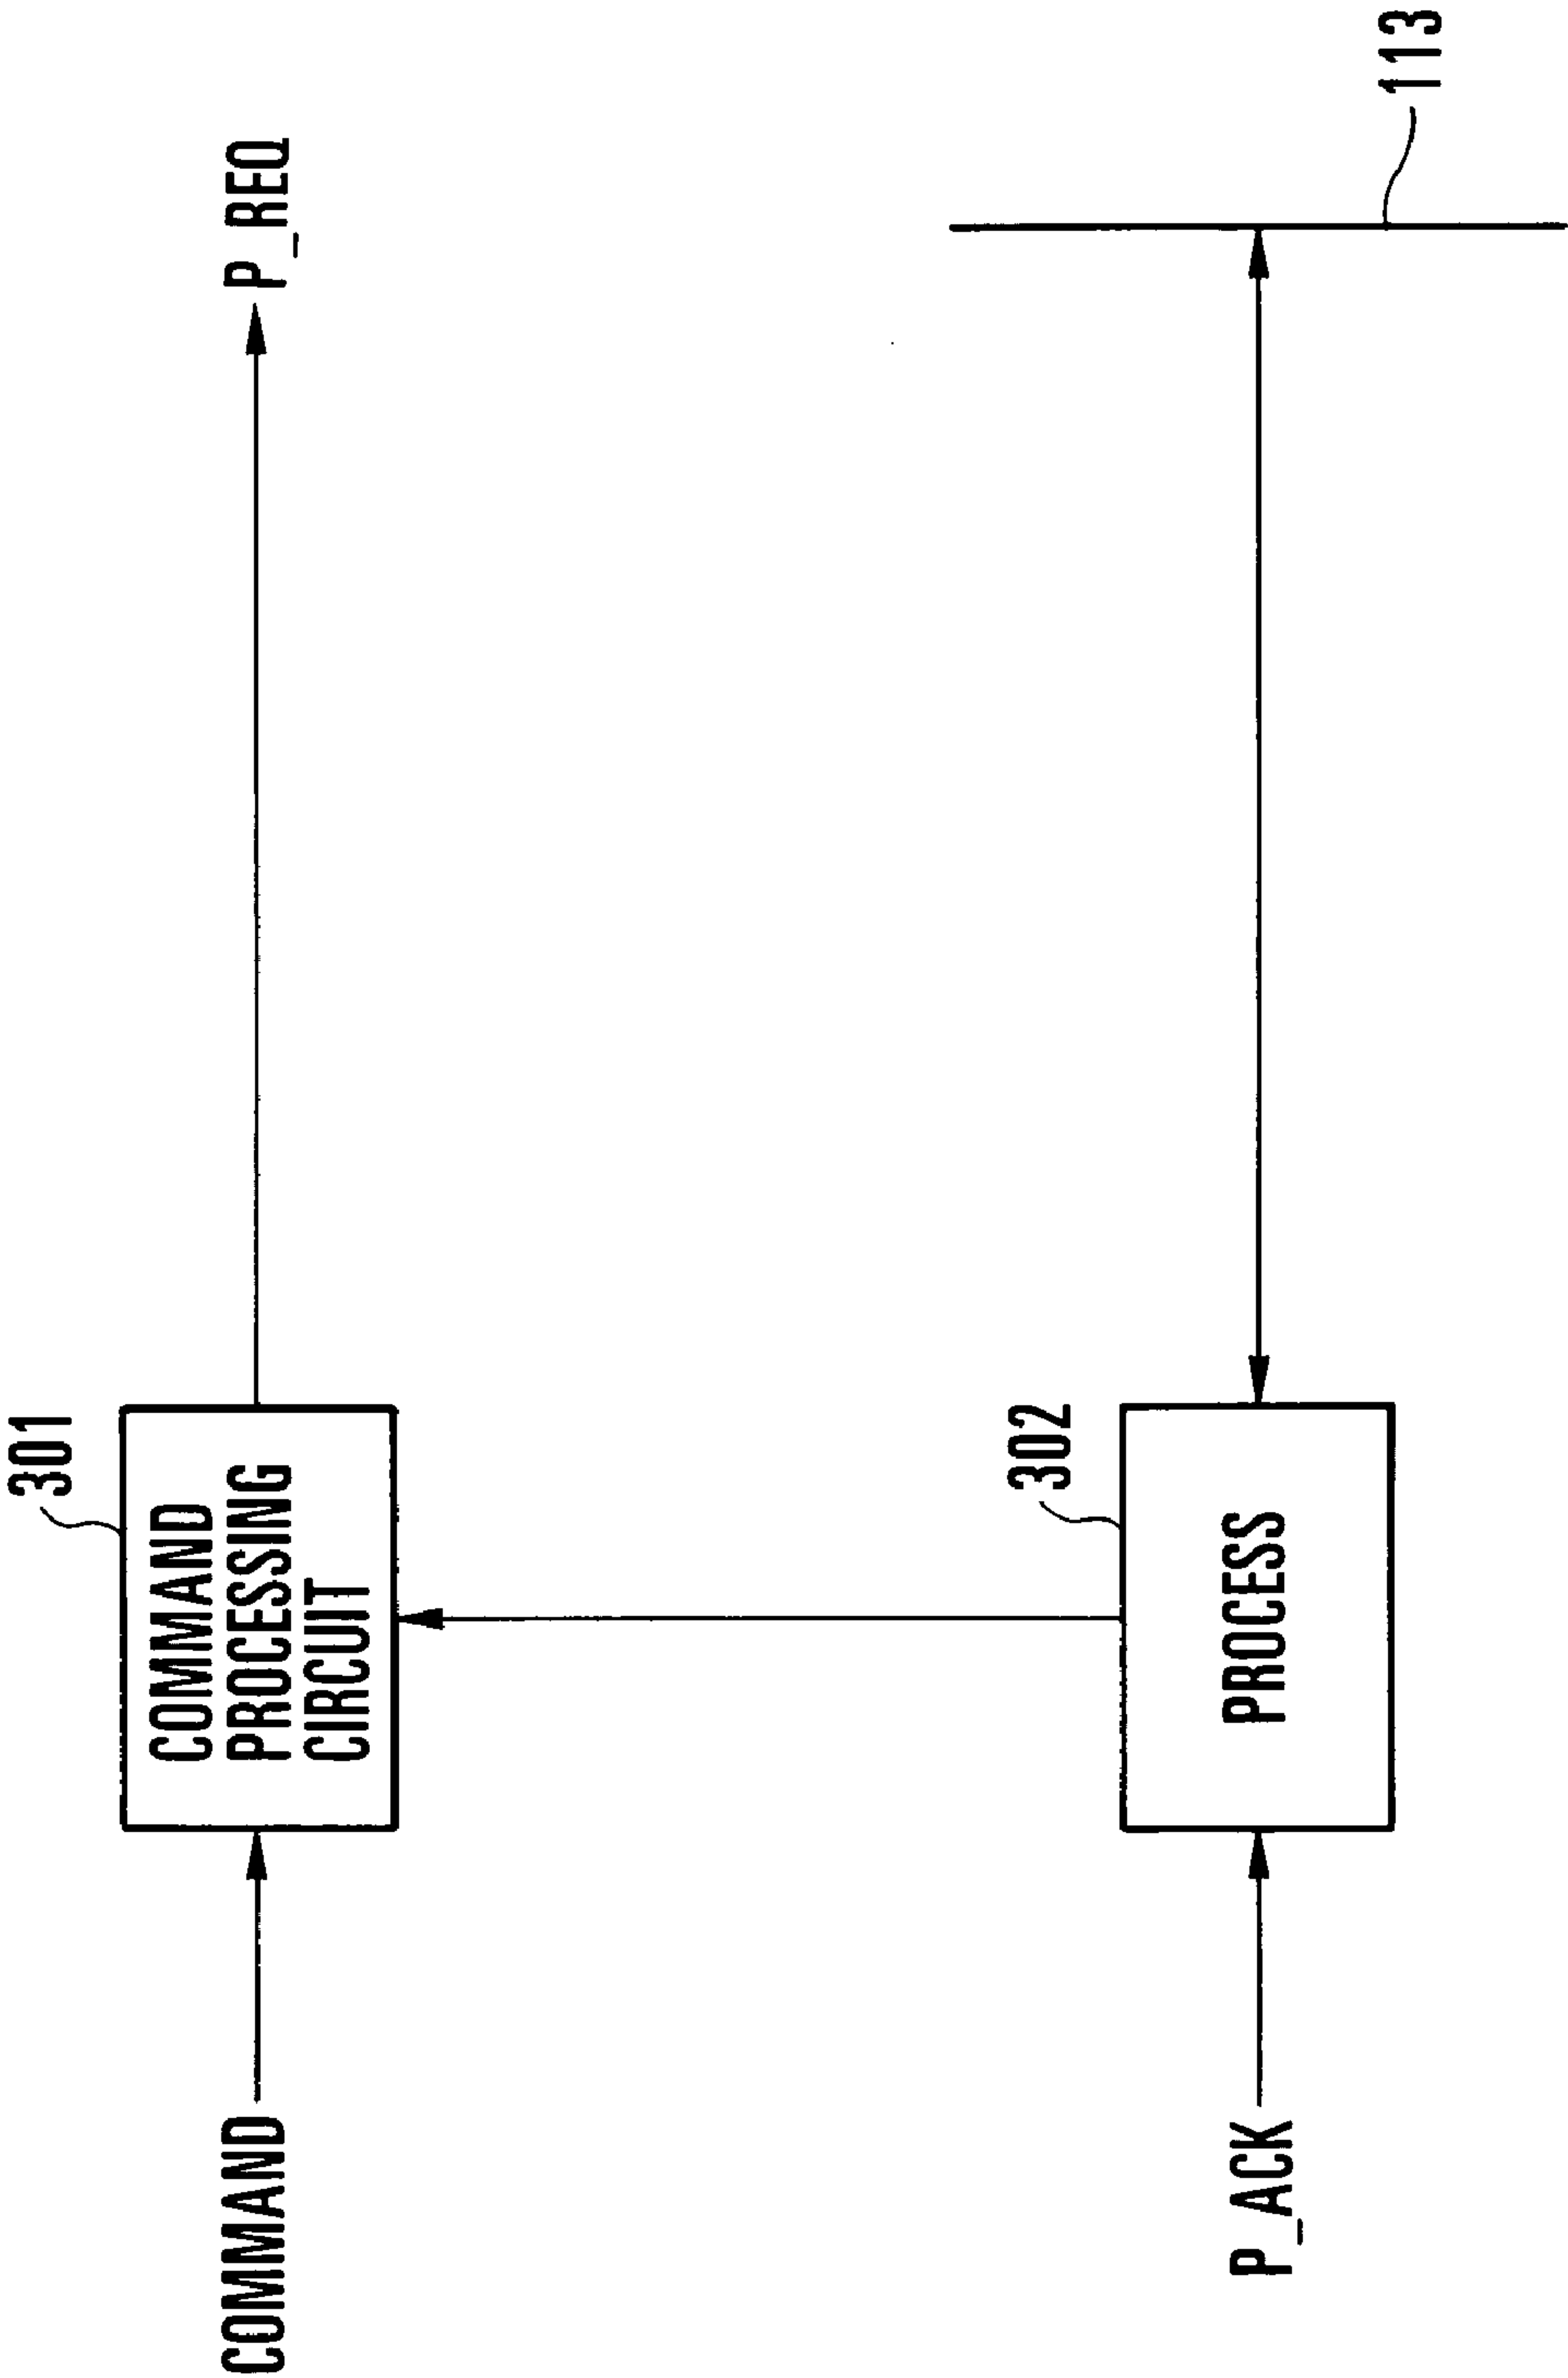 301
COMMAND
COMMAND
PROCESSING
CIRCUIT
P_REQ
302
P_ACK
PROCESS
113